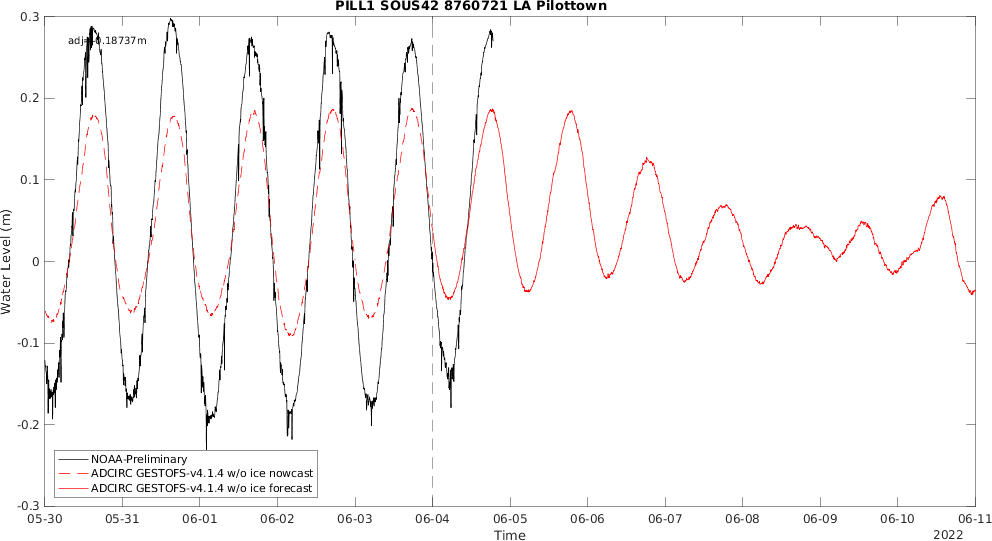 PILL1 SOUS42 8760721 LA Pilottown
0.3
0.2
0.1
0
-0.1
-0.2
-0.3
Water Level (m)
NOAA-Preliminary
ADCIRC GESTOFS-v4.1.4 w/o ice nowcast
ADCIRC GESTOFS-v4.1.4 w/o ice forecast
05-30 05-31 06-01 06-02 06-03 06-04 06-05 06-06 06-07 06-08 06-09 06-10 06-11
Time
2022